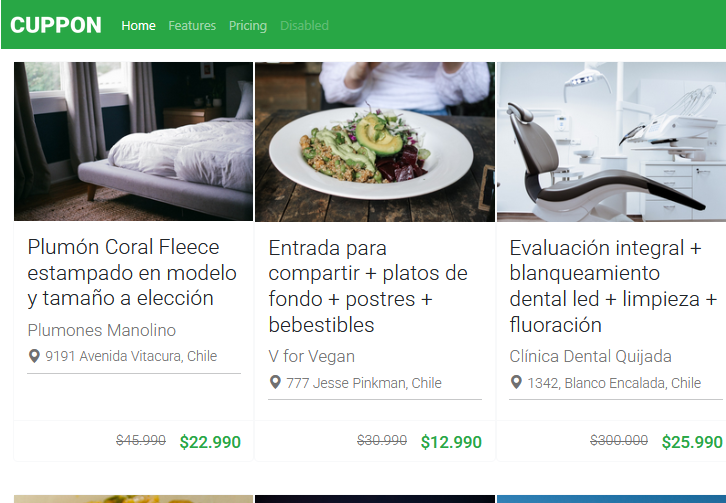 CUPPON Home Features Pricing Disabled
Plumón Coral Fleece
estampado en modelo
y tamaño a elección
Plumones Manolino
9191 Avenida Vitacura, Chile
$45.990 $22.990
Entrada para
compartir + platos de
fondo + postres +
bebestibles
V for Vegan
777 Jesse Pinkman, Chile
$30.990 $12.990
Evaluación integral +
blanqueamiento
dental led + limpieza +
fluoración
Clínica Dental Quijada
1342, Blanco Encalada, Chile
$300.000 $25.990